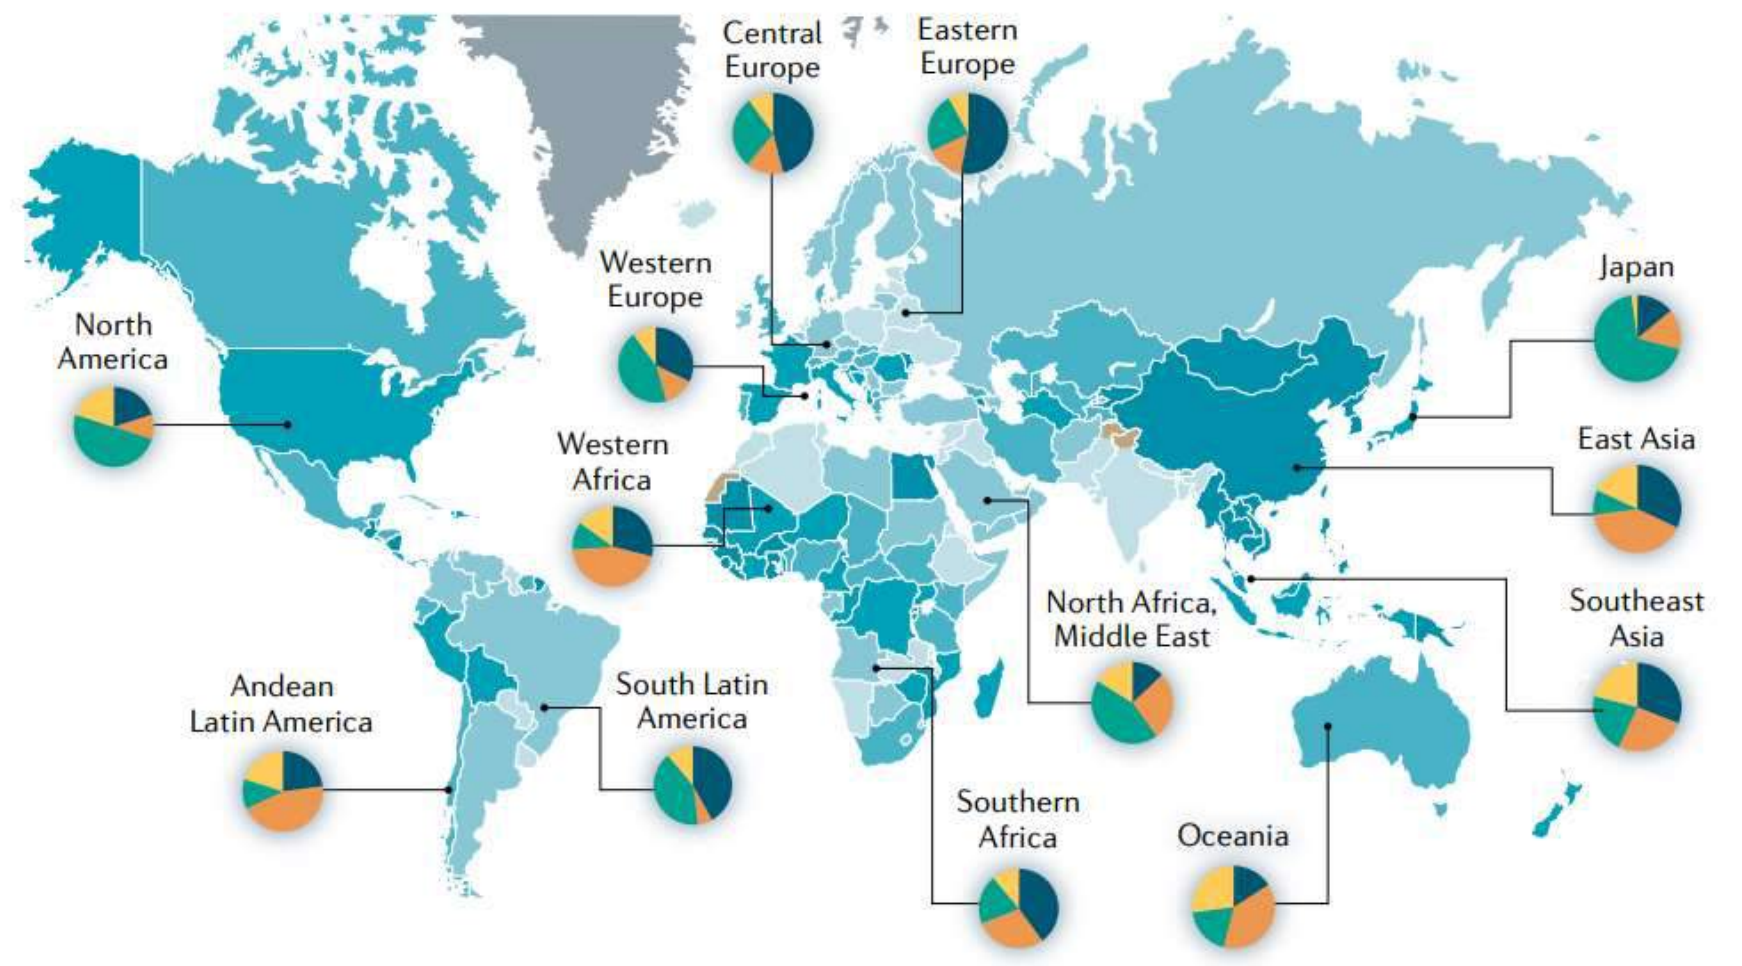 Central
Europe
Eastern
Europe
Western
Europe
Japan
North
America
Western
Africa
East Asia
North Africa,
Middle East
Southeast
Asia
Andean
Latin America
South Latin
America
Southern
Africa
Oceania